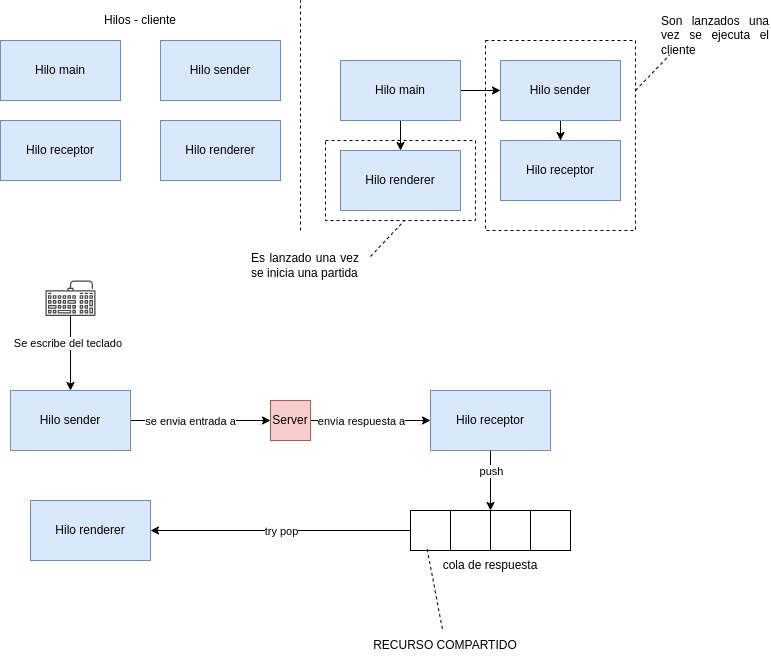 Hilos - cliente
Hilo main
Hilo sender
Hilo receptor
Hilo renderer
Son lanzados una
vez se ejecuta el
cliente
Hilo main
Hilo sender
Hilo renderer
Hilo receptor
Es lanzado una vez
se inicia una partida
Se escribe del teclado
Hilo sender
se envia entrada a
Server
envía respuesta a
Hilo receptor
push
Hilo renderer
try pop
cola de respuesta
RECURSO COMPARTIDO